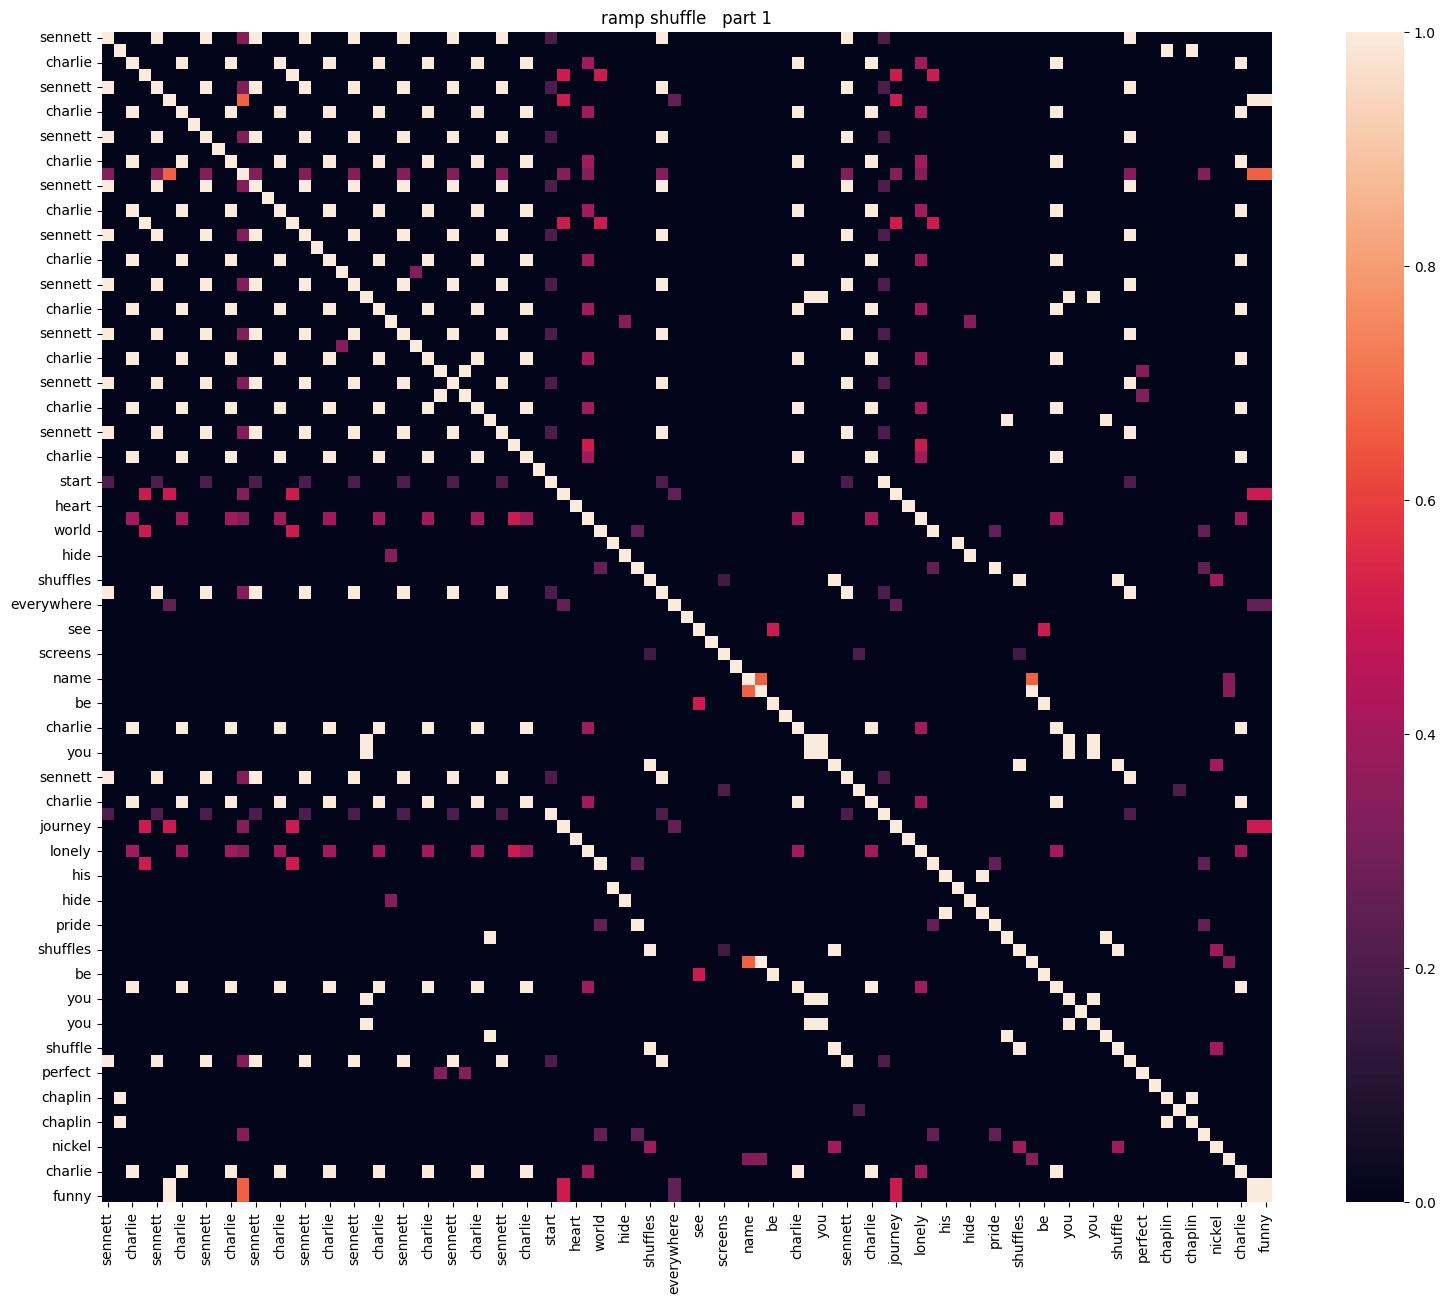 ramp shuffle   part 1
sennett
charlie
sennett
charlie
sennett
charlie
sennett
charlie
sennett
charlie
sennett
charlie
sennett
charlie
sennett
charlie
sennett
charlie
start
heart
world
hide
shuffles
everywhere
see
screens
name
be
charlie
you
sennett
charlie
journey
lonely
his
hide
pride
shuffles
be
you
you
shuffle
perfect
chaplin
chaplin
nickel
charlie
funny
1.0
0.8
0.6
0.4
0.2
0.0
sennett
charlie
sennett
charlie
sennett
charlie
sennett
charlie
sennett
charlie
sennett
charlie
sennett
charlie
sennett
charlie
sennett
charlie
start
heart
world
hide
shuffles
everywhere
see
screens
name
be
charlie
you
sennett
charlie
journey
lonely
his
hide
pride
shuffles
be
you
you
shuffle
perfect
chaplin
chaplin
nickel
charlie
funny